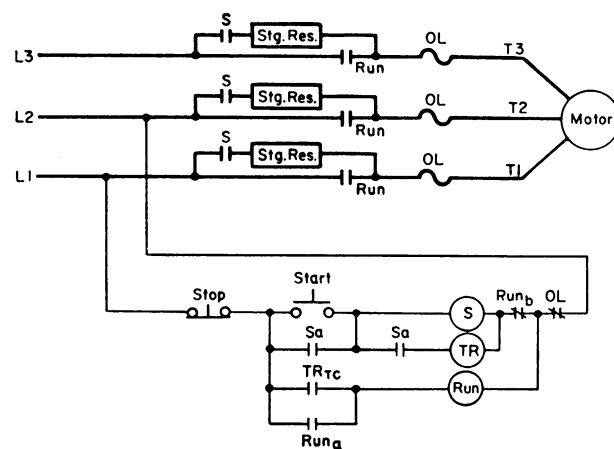 S
Stg. Res.
L3
Run
OL
T3
S
Stg. Res.
L2
Run
OL
T2
Motor
S
Stg. Res.
L1
Run
OL
T1
Stop
Start
S
Runb
OL
Sa
Sa
TR
TRTC
Run
Runa